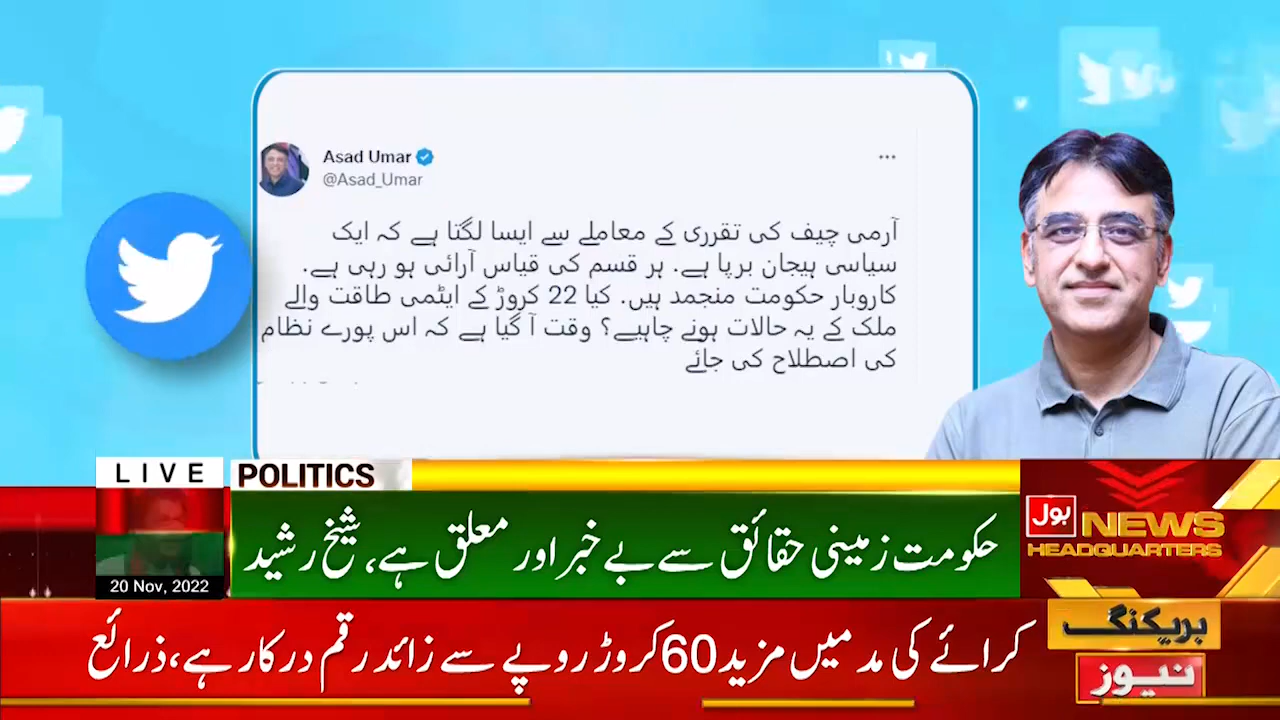 Asad Umar
@Asad_Umar
آرمی چیف کی تقرری کے معاملے سے ایسا لگتا ہے کہ ایک
سیاسی ہیجان برپا ہے. ہر قسم کی قیاس آرائی ہو رہی ہے.
کاروبار حکومت منجمد ہیں. کیا 22 کروڑ کے ایٹمی طاقت والے
ملک کے یہ حالات ہونے چاہیے؟ وقت آ گیا ہے کہ اس پورے نظام
کی اصطلاح کی جائے
LIVE
POLITICS
حکومت زمینی حقائق سے بے خبر اور معلق ہے، شیخ رشید
20 Nov, 2022
بول NEWS
HEADQUARTERS
بریکنگ
نیوز
کرائے کی مد میں مزید 60 کروڑ روپے سے زائد رقم درکار ہے، ذرائع